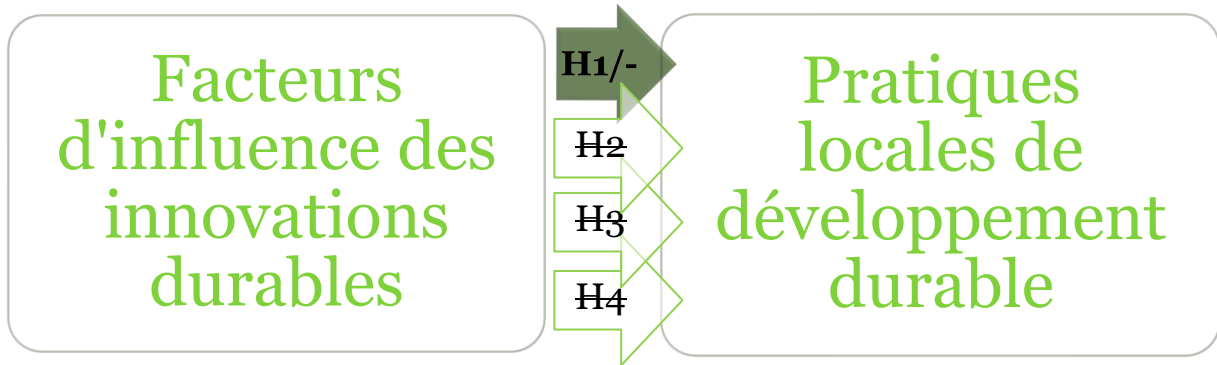 Facteurs
d'influence des
innovations
durables
H1/-
H2
H3
H4
Pratiques
locales de
développement
durable